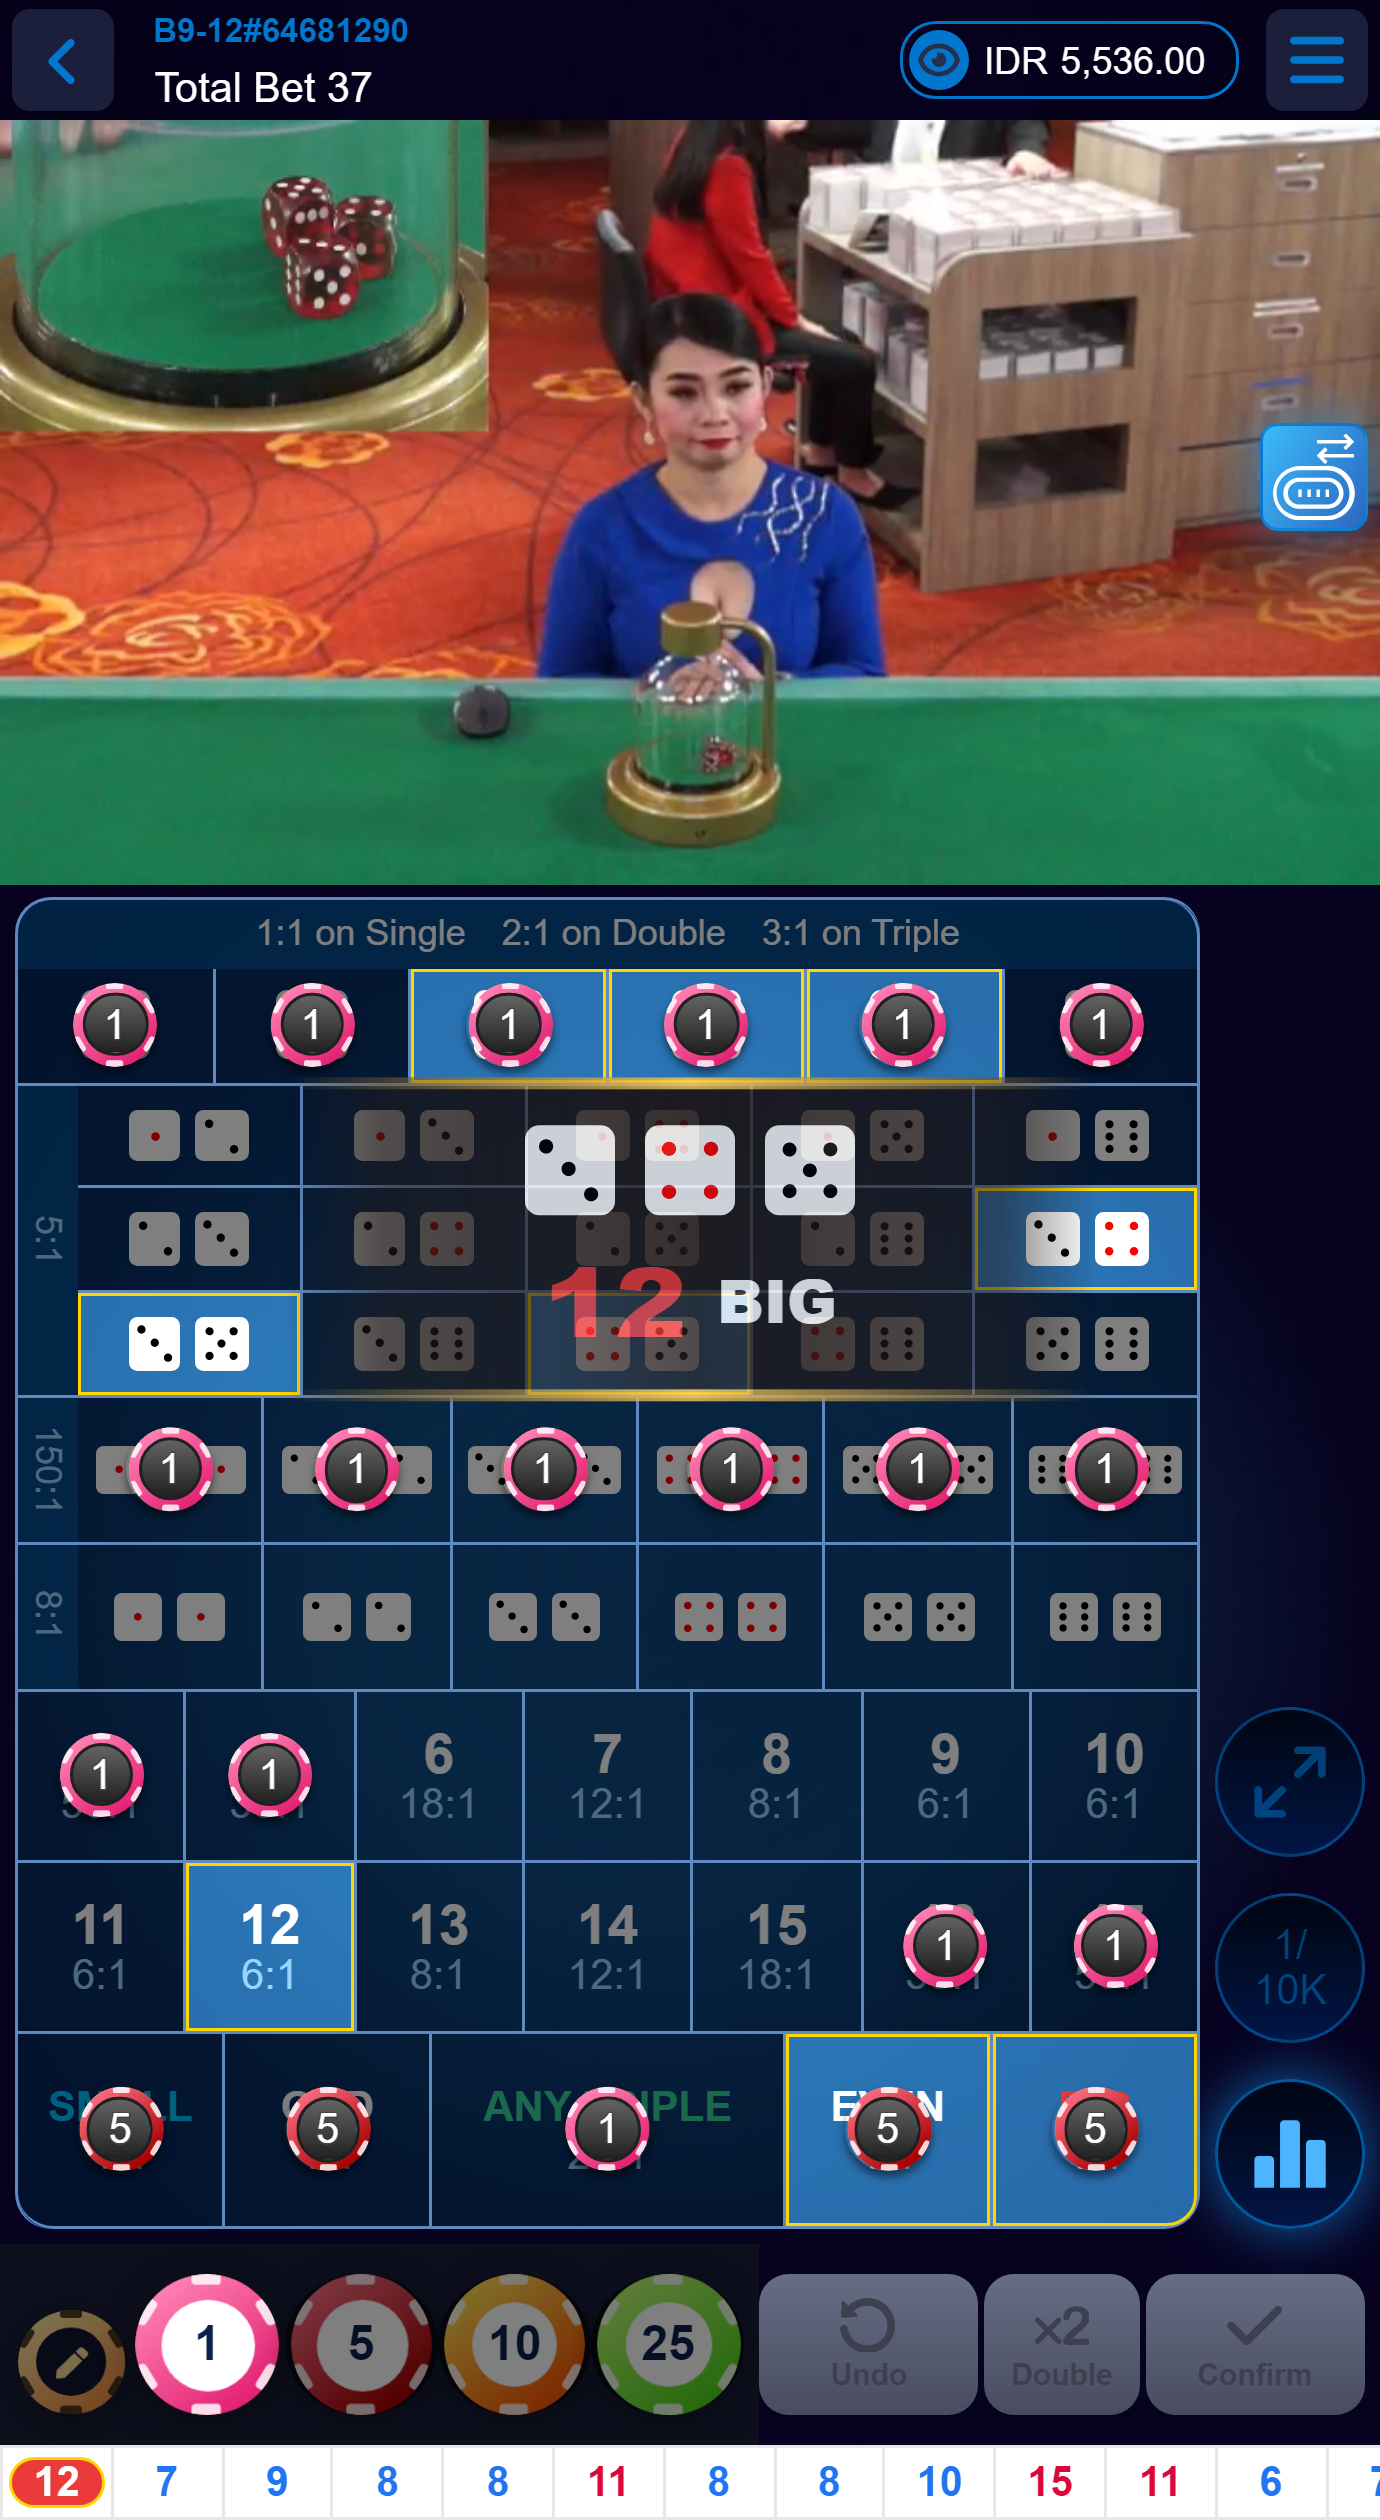 B9-12#64681290
Total Bet 37
IDR 5,536.00
1:1 on Single 2:1 on Double 3:1 on Triple
1 1 1 1 1 1
5:1
12 BIG
150:1
1 1 1 1 1 1
8:1
1 1 6 7 8 9 10
18:1 12:1 8:1 6:1 6:1
11 12 13 14 15 1 1
6:1 6:1 8:1 12:1 18:1
1/
10K
5 5 1 5 5
1 5 10 25
Undo
x2
Double
Confirm
12 7 9 8 8 11 8 8 10 15 11 6